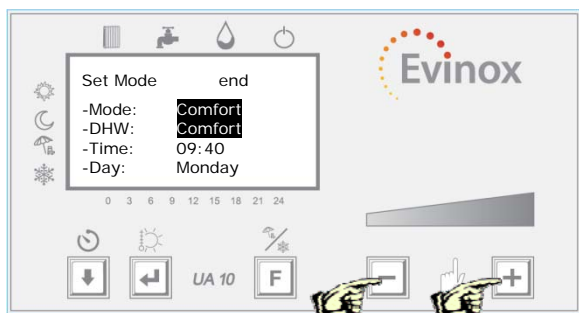 Evinox
Set Mode end
-Mode: Comfort
-DHW: Comfort
-Time: 09:40
-Day: Monday
0 3 6 9 12 15 18 21 24
UA 10 F